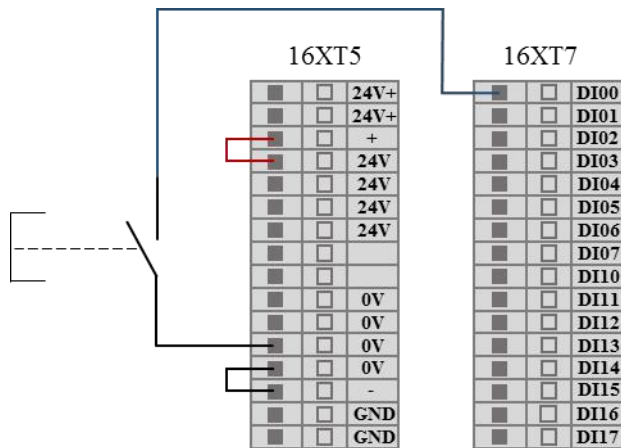 16XT5
24V+
24V+
+
24V
24V
24V
24V
0V
0V
0V
0V
-
GND
GND
16XT7
DI00
DI01
DI02
DI03
DI04
DI05
DI06
DI07
DI10
DI11
DI12
DI13
DI14
DI15
DI16
DI17